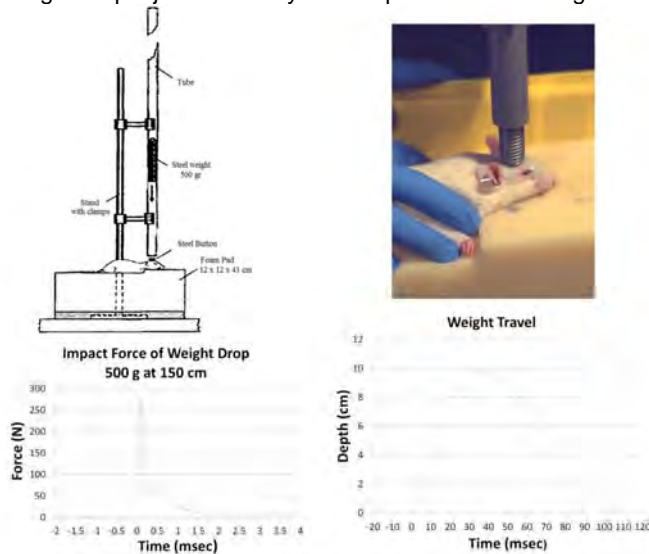 Tube
Steel weight
500 gr
Stand
with clamps
Steel Button
Foam Pad
12 x 12 x 43 cm
Impact Force of Weight Drop
500 g at 150 cm
Force (N)
300
250
200
150
100
50
0
-2 -1.5 -1 -0.5 0 0.5 1 1.5 2 2.5 3 3.5 4
Time (msec)
Weight Travel
Depth (cm)
12
10
8
6
4
2
0
-20 -10 0 10 20 30 40 50 60 70 80 90 100 110 120
Time (msec)